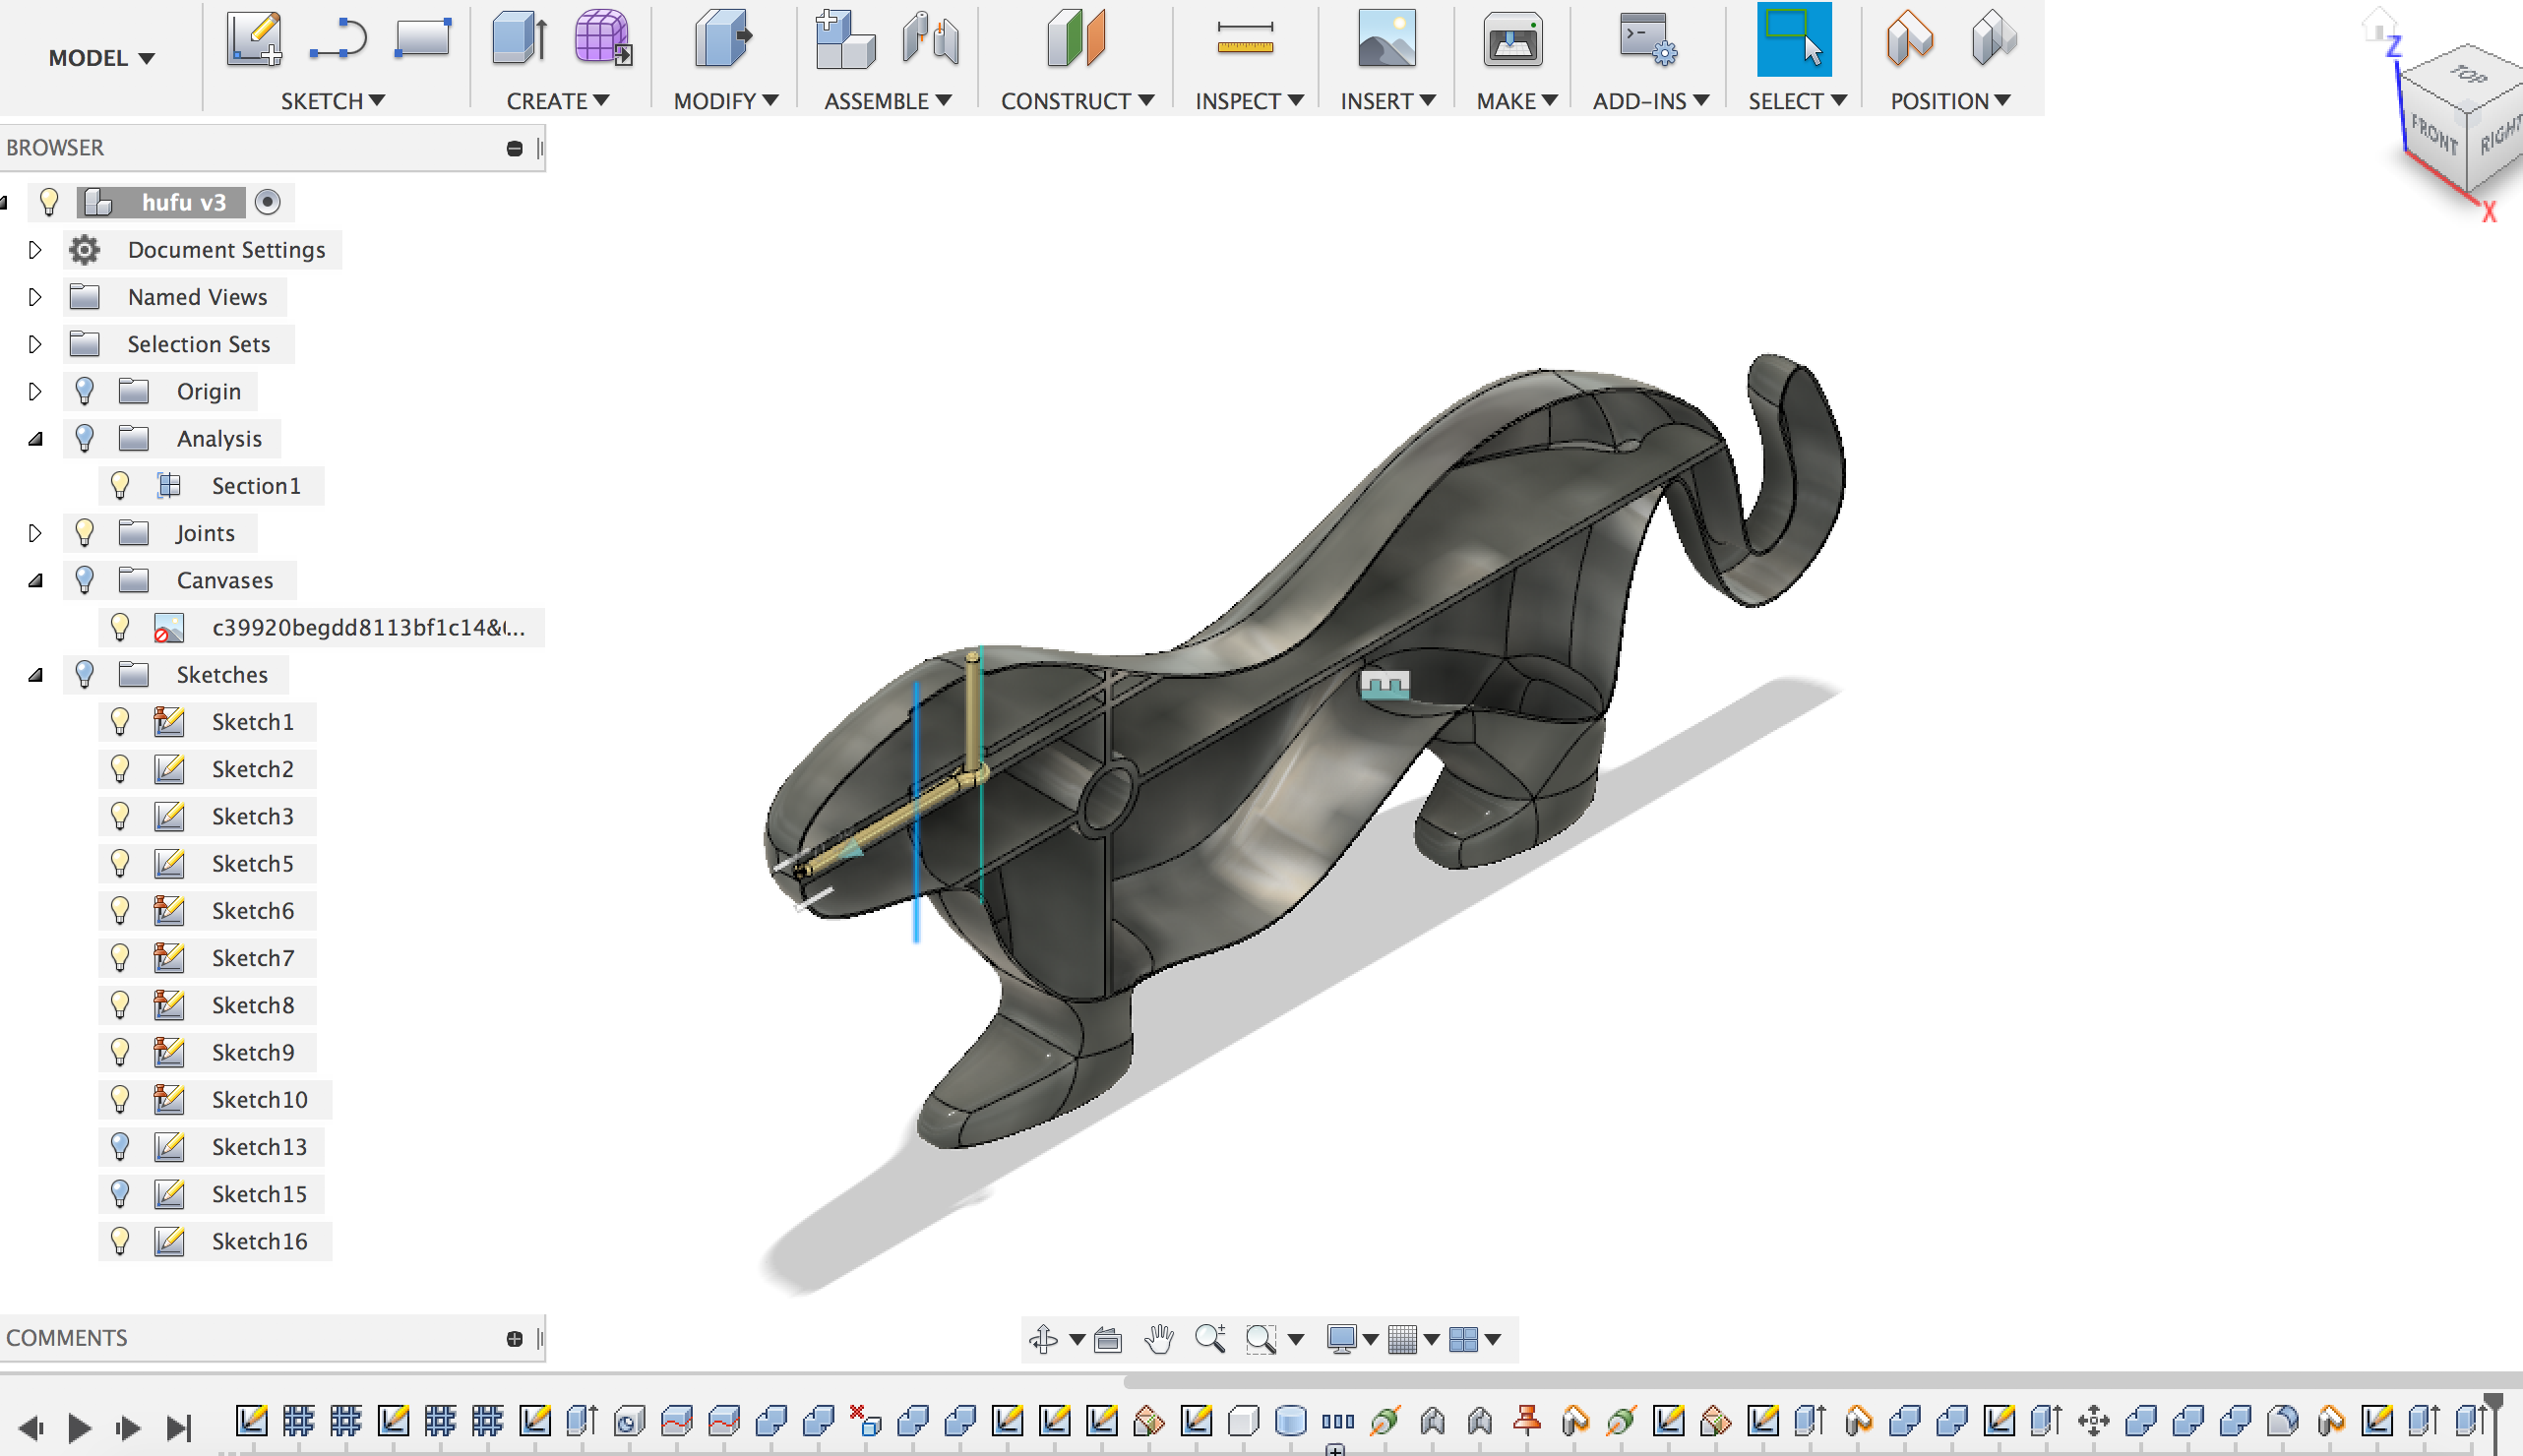 MODEL
SKETCH
CREATE
MODIFY
ASSEMBLE
CONSTRUCT
INSPECT
INSERT
MAKE
ADD-INS
SELECT
POSITION
Z
TOP
FRONT
RIGHT
X
BROWSER
hufu v3
Document Settings
Named Views
Selection Sets
Origin
Analysis
Section1
Joints
Canvases
c39920begdd8113bf1c14&(...
Sketches
Sketch1
Sketch2
Sketch3
Sketch5
Sketch6
Sketch7
Sketch8
Sketch9
Sketch10
Sketch13
Sketch15
Sketch16
COMMENTS